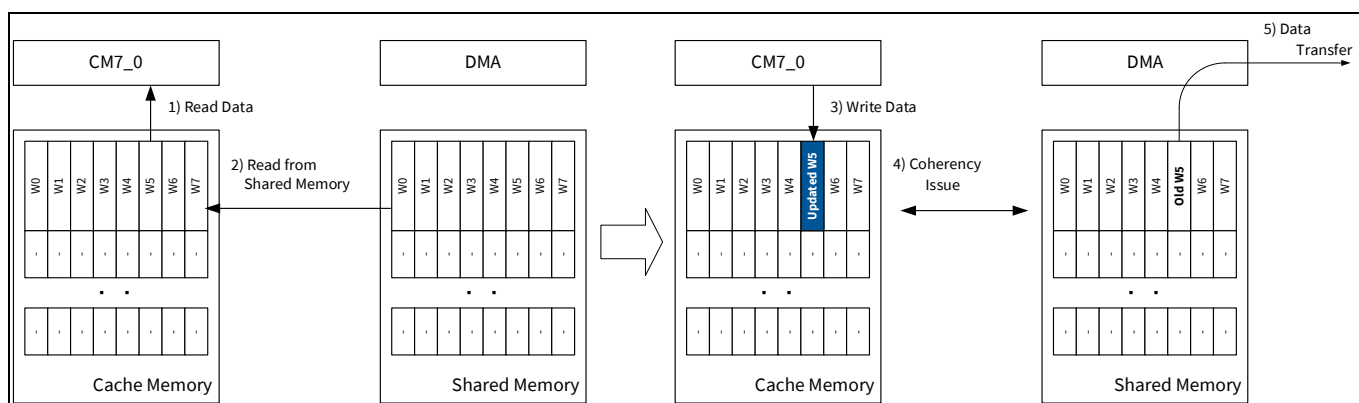 CM7_0
1) Read Data
W0 W1 W2 W3 W4 W5 W6 W7
- - - - - - - -
. .
- - - - - - - -
Cache Memory
2) Read from
Shared Memory
DMA
W0 W1 W2 W3 W4 W5 W6 W7
- - - - - - - -
. .
- - - - - - - -
Shared Memory
CM7_0
3) Write Data
W0 W1 W2 W3 W4 Updated W5 W6 W7
- - - - - - - -
. .
- - - - - - - -
Cache Memory
4) Coherency
Issue
DMA
5) Data
Transfer
W0 W1 W2 W3 W4 Old W5 W6 W7
- - - - - - - -
. .
- - - - - - - -
Shared Memory